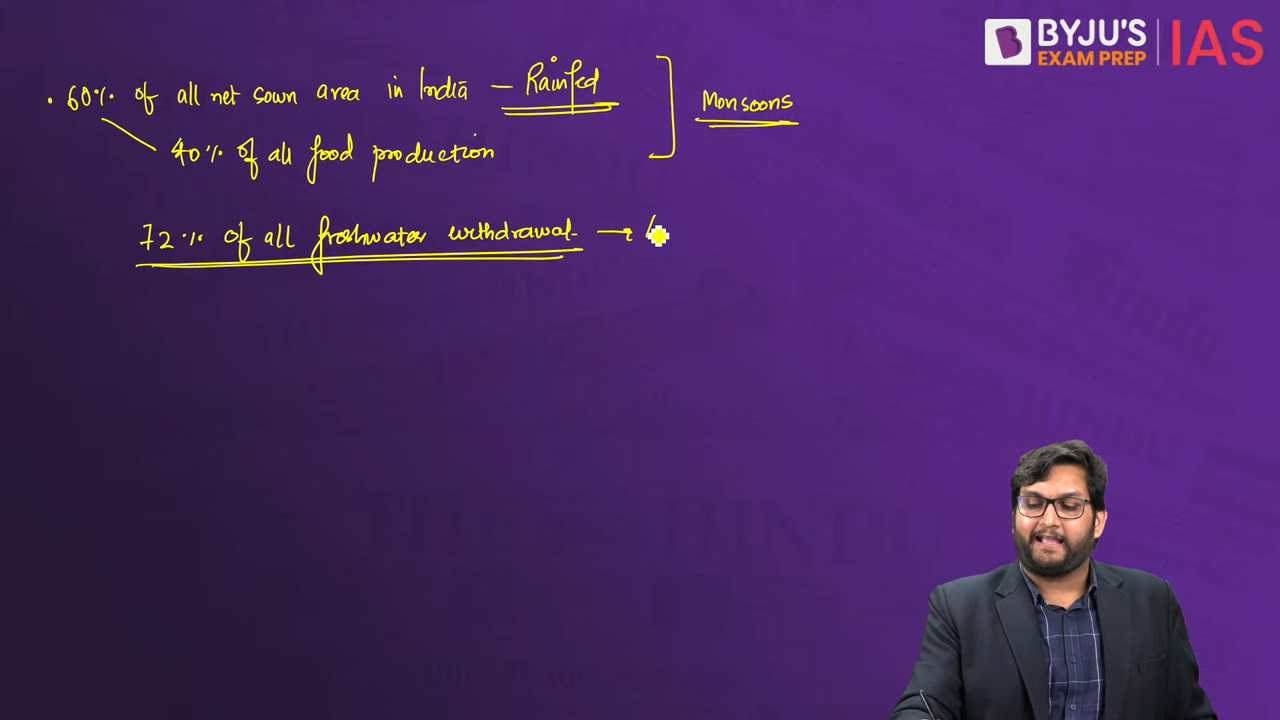 BYJU'S
EXAM PREP
IAS
. 60% of all net sown area in India — Rainfed
Monsoons
40% of all food production
72% of all freshwater withdrawal →